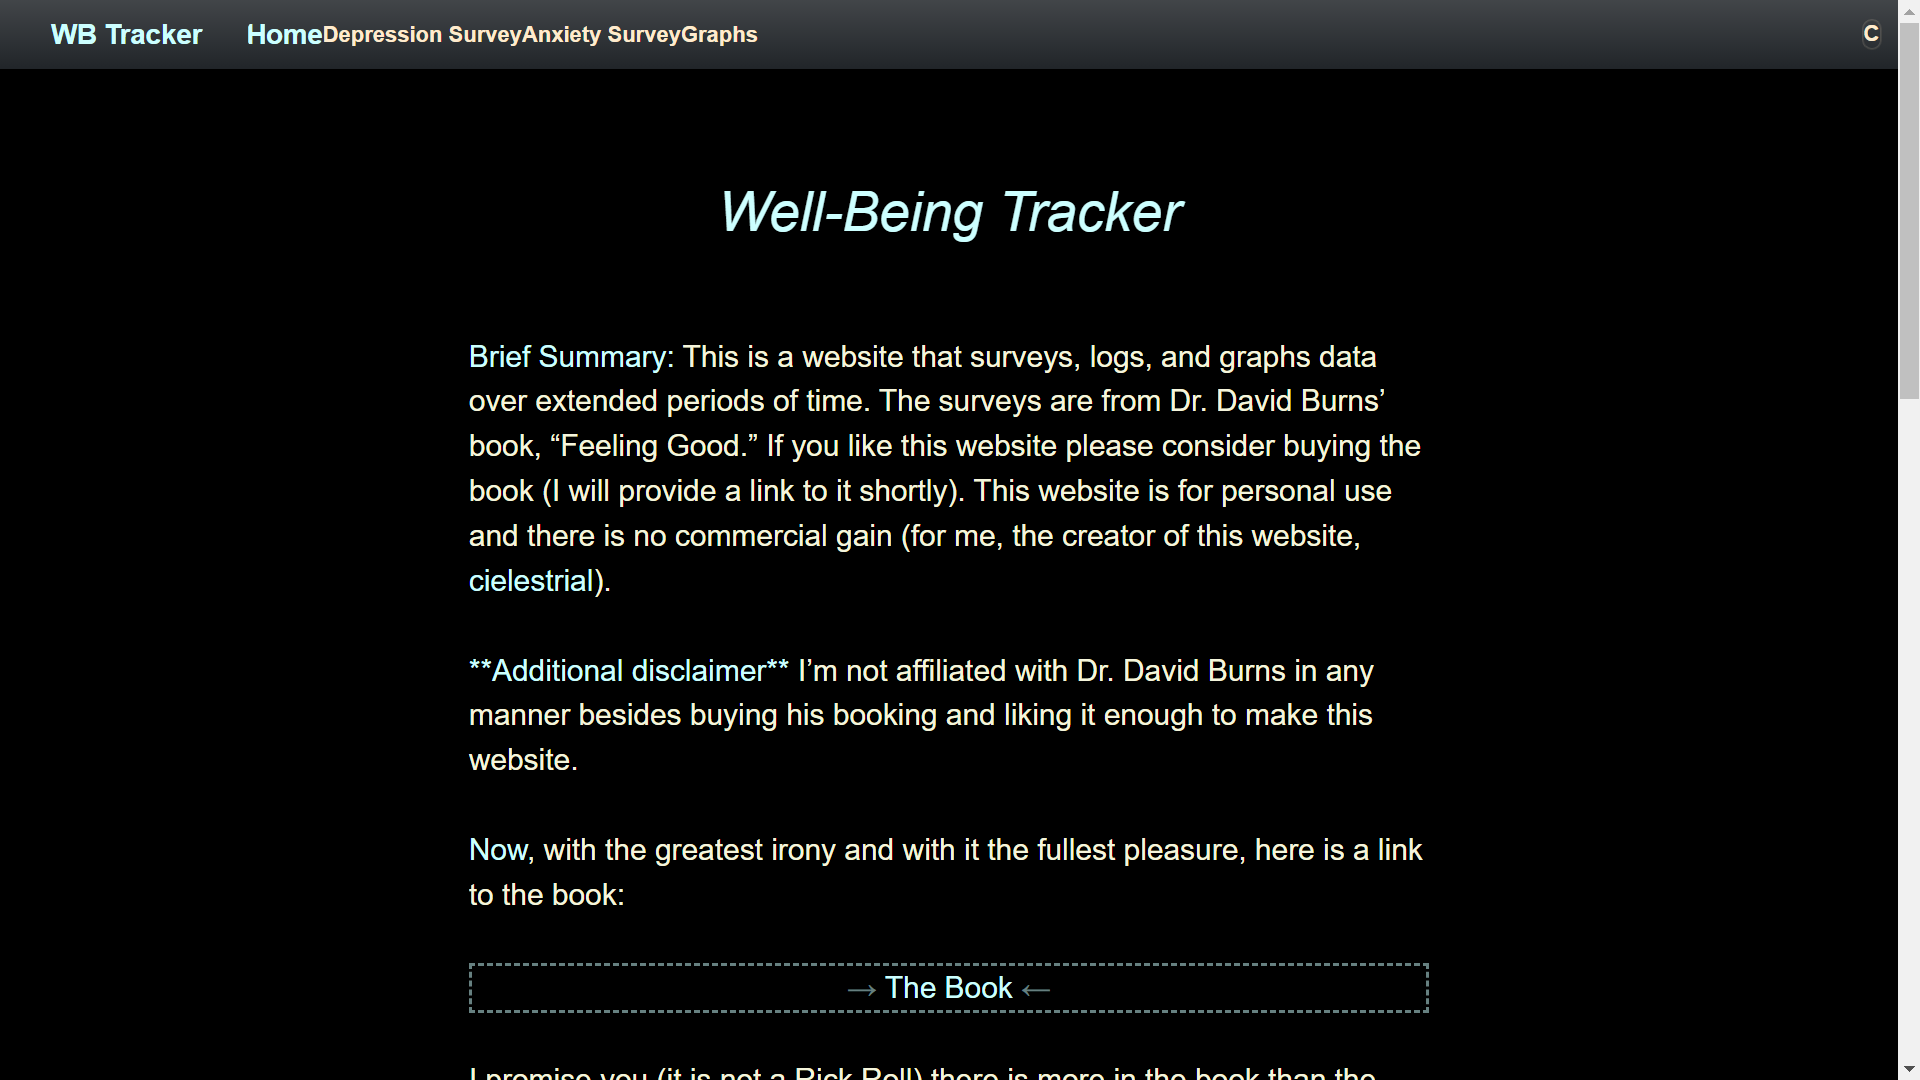 WB Tracker Home Depression Survey Anxiety Survey Graphs C
Well-Being Tracker
Brief Summary: This is a website that surveys, logs, and graphs data
over extended periods of time. The surveys are from Dr. David Burns’
book, “Feeling Good.” If you like this website please consider buying the
book (I will provide a link to it shortly). This website is for personal use
and there is no commercial gain (for me, the creator of this website,
cielestrial).
**Additional disclaimer** I’m not affiliated with Dr. David Burns in any
manner besides buying his booking and liking it enough to make this
website.
Now, with the greatest irony and with it the fullest pleasure, here is a link
to the book:
→ The Book ←
I promise you (it is not a Rick Roll) there is more in the book than the